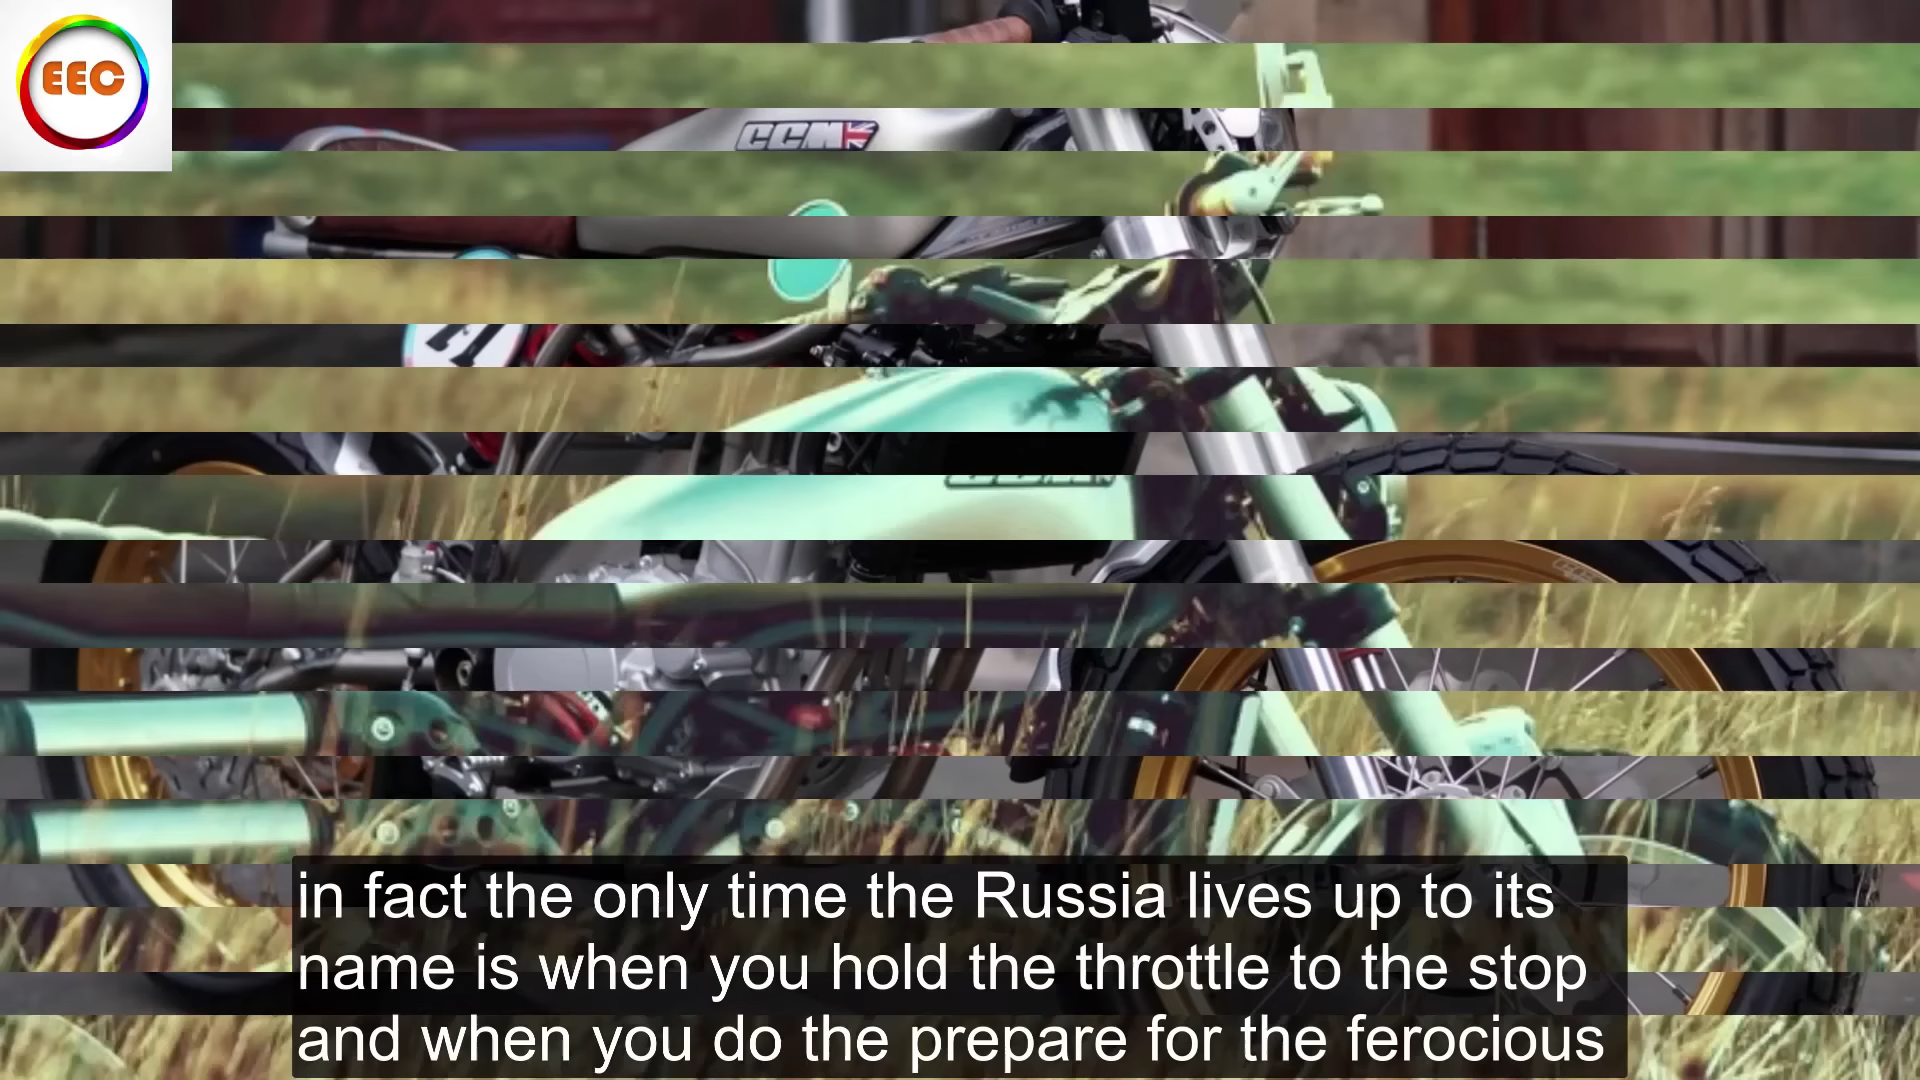 EEC
CCM
71
in fact the only time the Russia lives up to its
name is when you hold the throttle to the stop
and when you do the prepare for the ferocious